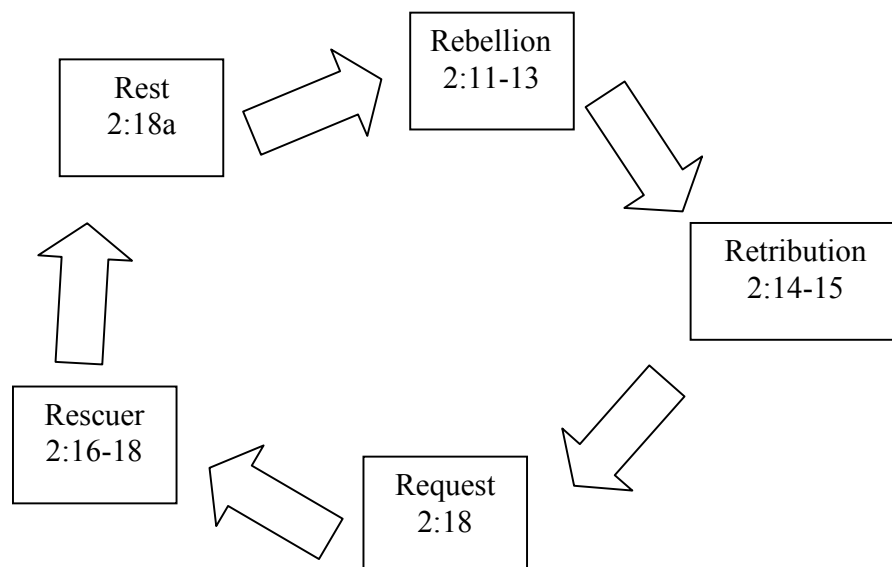 Rebellion
2:11-13
Rest
2:18a
Retribution
2:14-15
Rescuer
2:16-18
Request
2:18